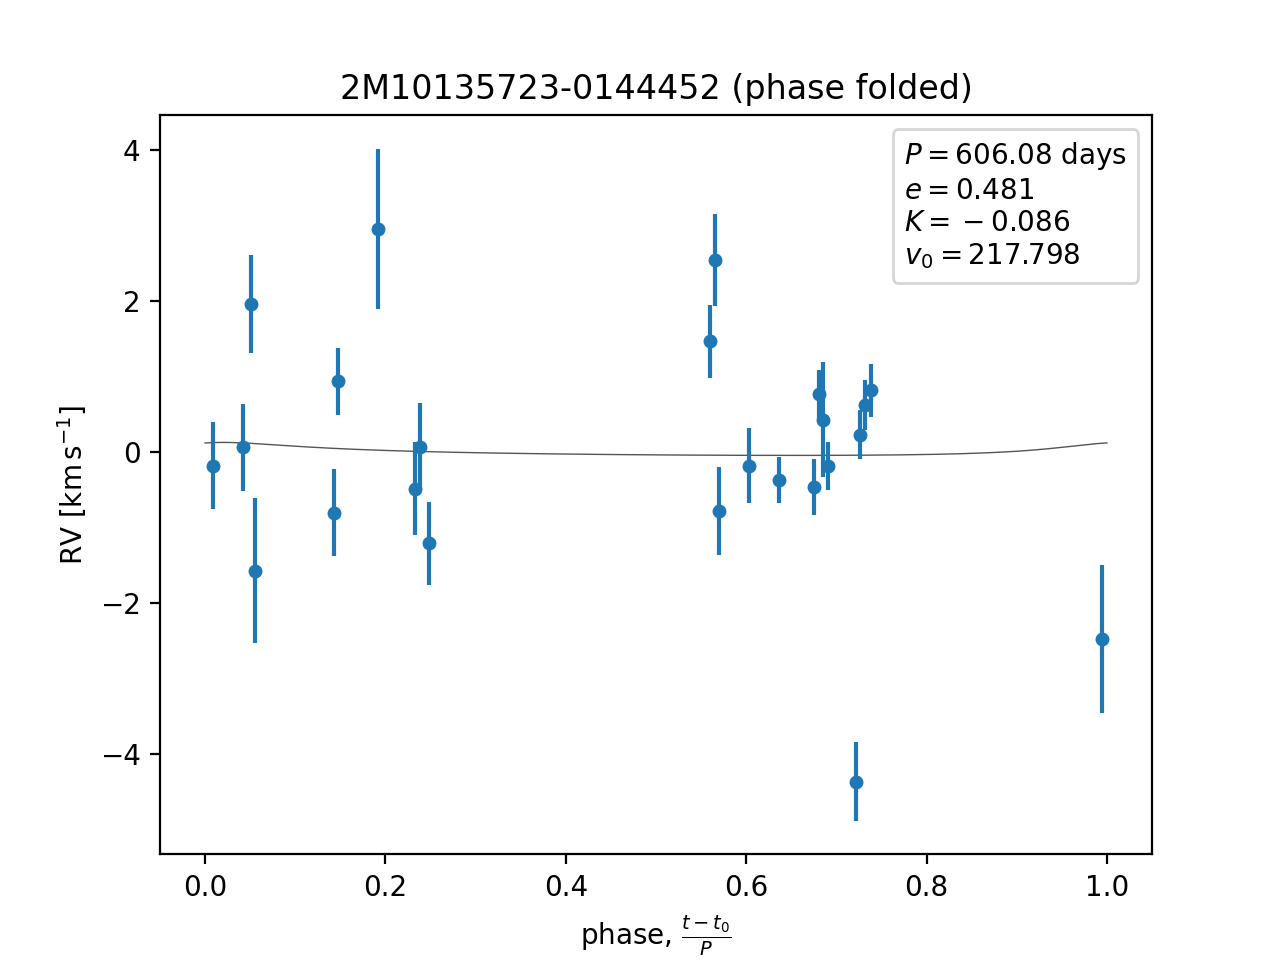 2M10135723-0144452 (phase folded)
P = 606.08 days
e = 0.481
K = −0.086
v₀ = 217.798
4
2
0
−2
−4
RV [km s⁻¹]
0.0 0.2 0.4 0.6 0.8 1.0
phase, (t − t₀)/P